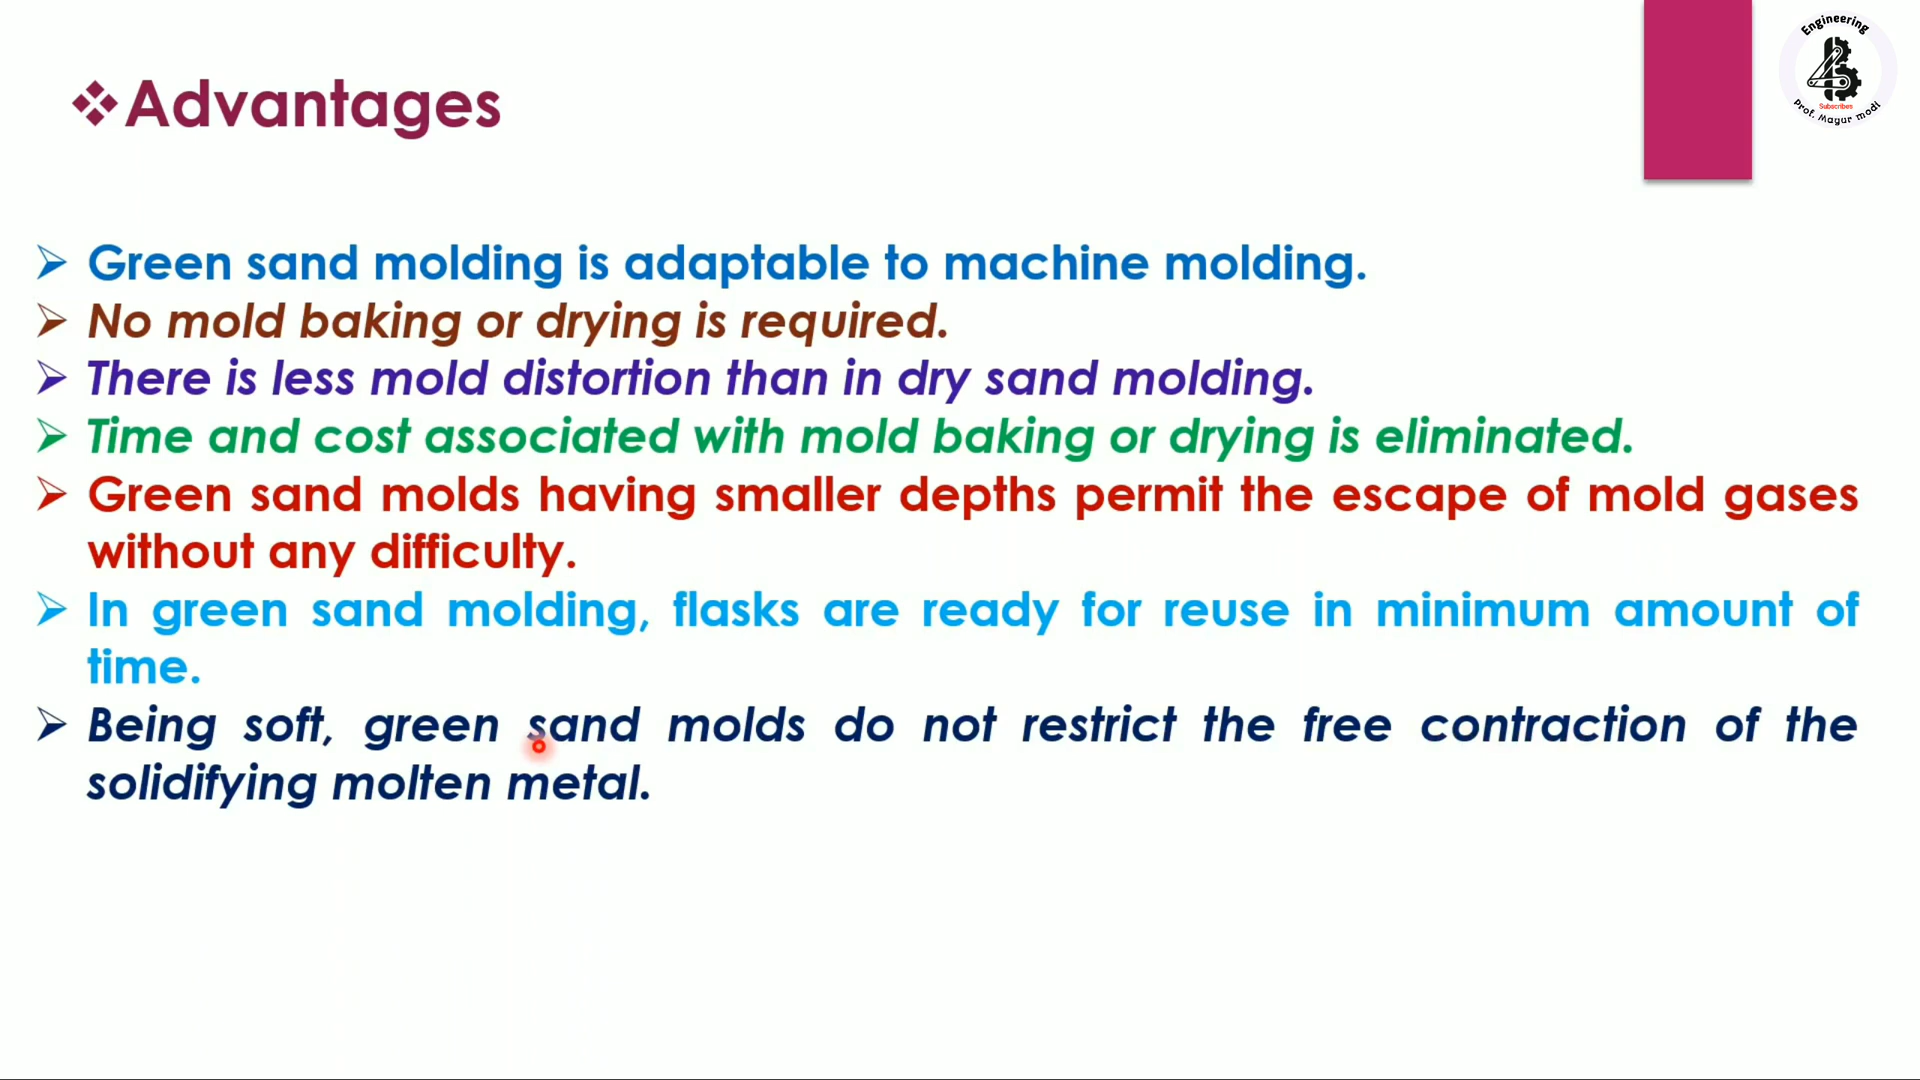 Engineering
Subscribes
Prof. Mayur modi
❖Advantages
➢ Green sand molding is adaptable to machine molding.
➢ No mold baking or drying is required.
➢ There is less mold distortion than in dry sand molding.
➢ Time and cost associated with mold baking or drying is eliminated.
➢ Green sand molds having smaller depths permit the escape of mold gases
without any difficulty.
➢ In green sand molding, flasks are ready for reuse in minimum amount of
time.
➢ Being soft, green sand molds do not restrict the free contraction of the
solidifying molten metal.